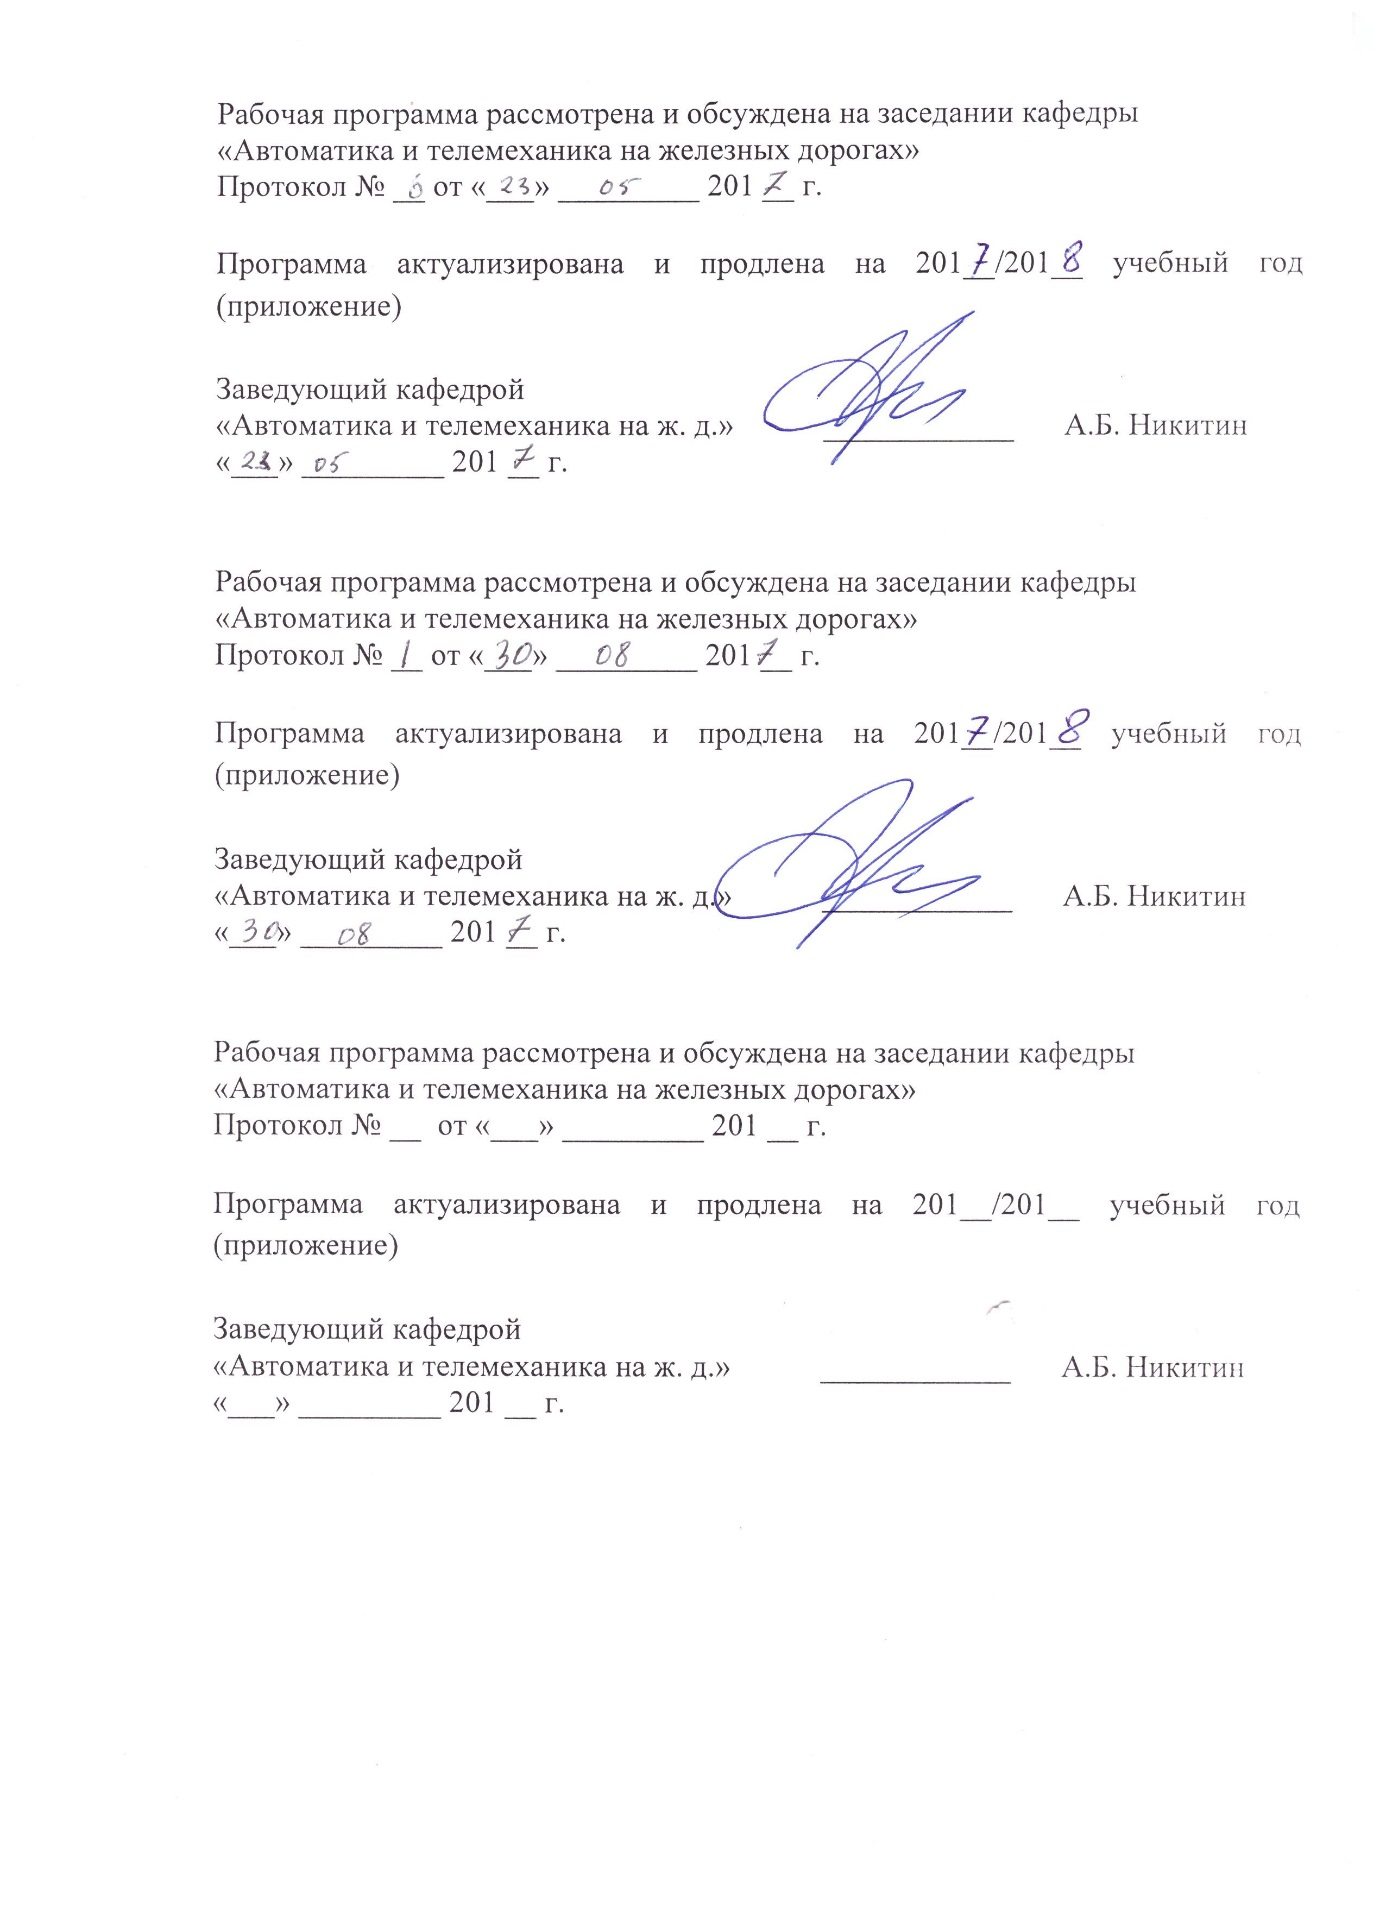 Рабочая программа рассмотрена и обсуждена на заседании кафедры
«Автоматика и телемеханика на железных дорогах»
Протокол № __ от «23» 05 2017 г.
Программа актуализирована и продлена на 2017/2018 учебный год
(приложение)
Заведующий кафедрой
«Автоматика и телемеханика на ж. д.» ____________ А.Б. Никитин
«23» 05 2017 г.
Рабочая программа рассмотрена и обсуждена на заседании кафедры
«Автоматика и телемеханика на железных дорогах»
Протокол № 1 от «30» 08 2017 г.
Программа актуализирована и продлена на 2017/2018 учебный год
(приложение)
Заведующий кафедрой
«Автоматика и телемеханика на ж. д.» ____________ А.Б. Никитин
«30» 08 2017 г.
Рабочая программа рассмотрена и обсуждена на заседании кафедры
«Автоматика и телемеханика на железных дорогах»
Протокол № __ от «___» _________ 201 __ г.
Программа актуализирована и продлена на 201__/201__ учебный год
(приложение)
Заведующий кафедрой
«Автоматика и телемеханика на ж. д.» ____________ А.Б. Никитин
«___» _________ 201 __ г.